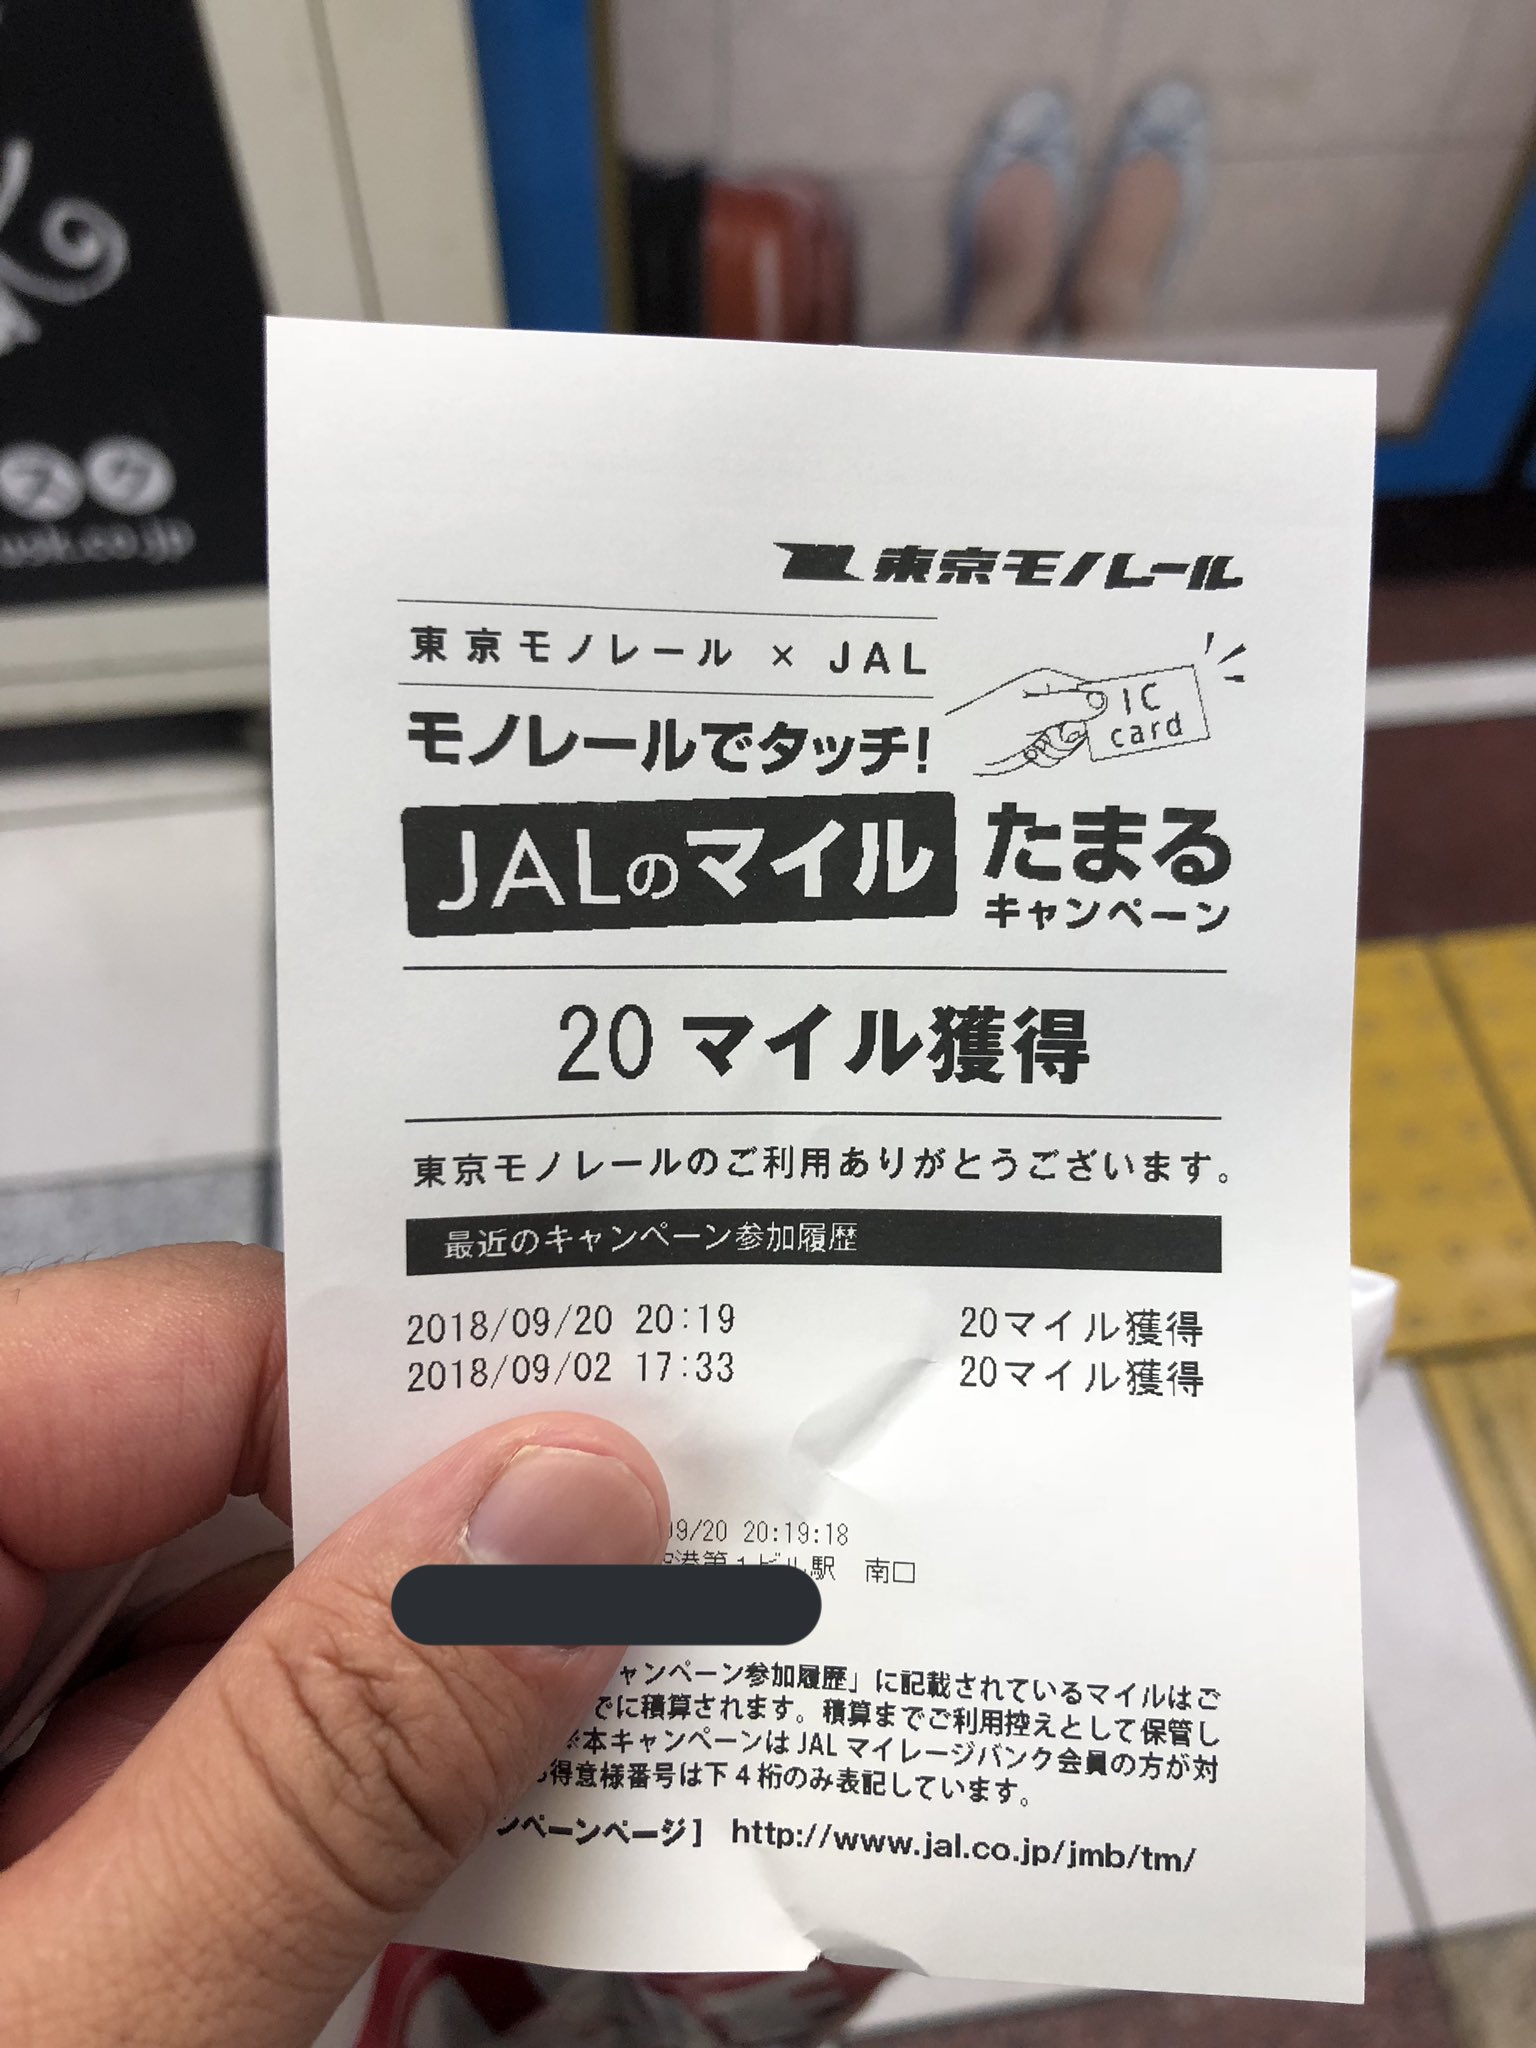 東京モノレール
東京モノレール × JAL
IC
card
モノレールでタッチ!
JALのマイル たまる
キャンペーン
20 マイル獲得
東京モノレールのご利用ありがとうございます。
最近のキャンペーン参加履歴
2018/09/20 20:19 20マイル獲得
2018/09/02 17:33 20マイル獲得
09/20 20:19:18
港第1ビル駅 南口
キャンペーン参加履歴」に記載されているマイルはご
でに積算されます。積算までご利用控えとして保管し
※本キャンペーンは JAL マイレージバンク会員の方が対
得意様番号は下4桁のみ表記しています。
ンペーンページ] http://www.jal.co.jp/jmb/tm/
.co.jp